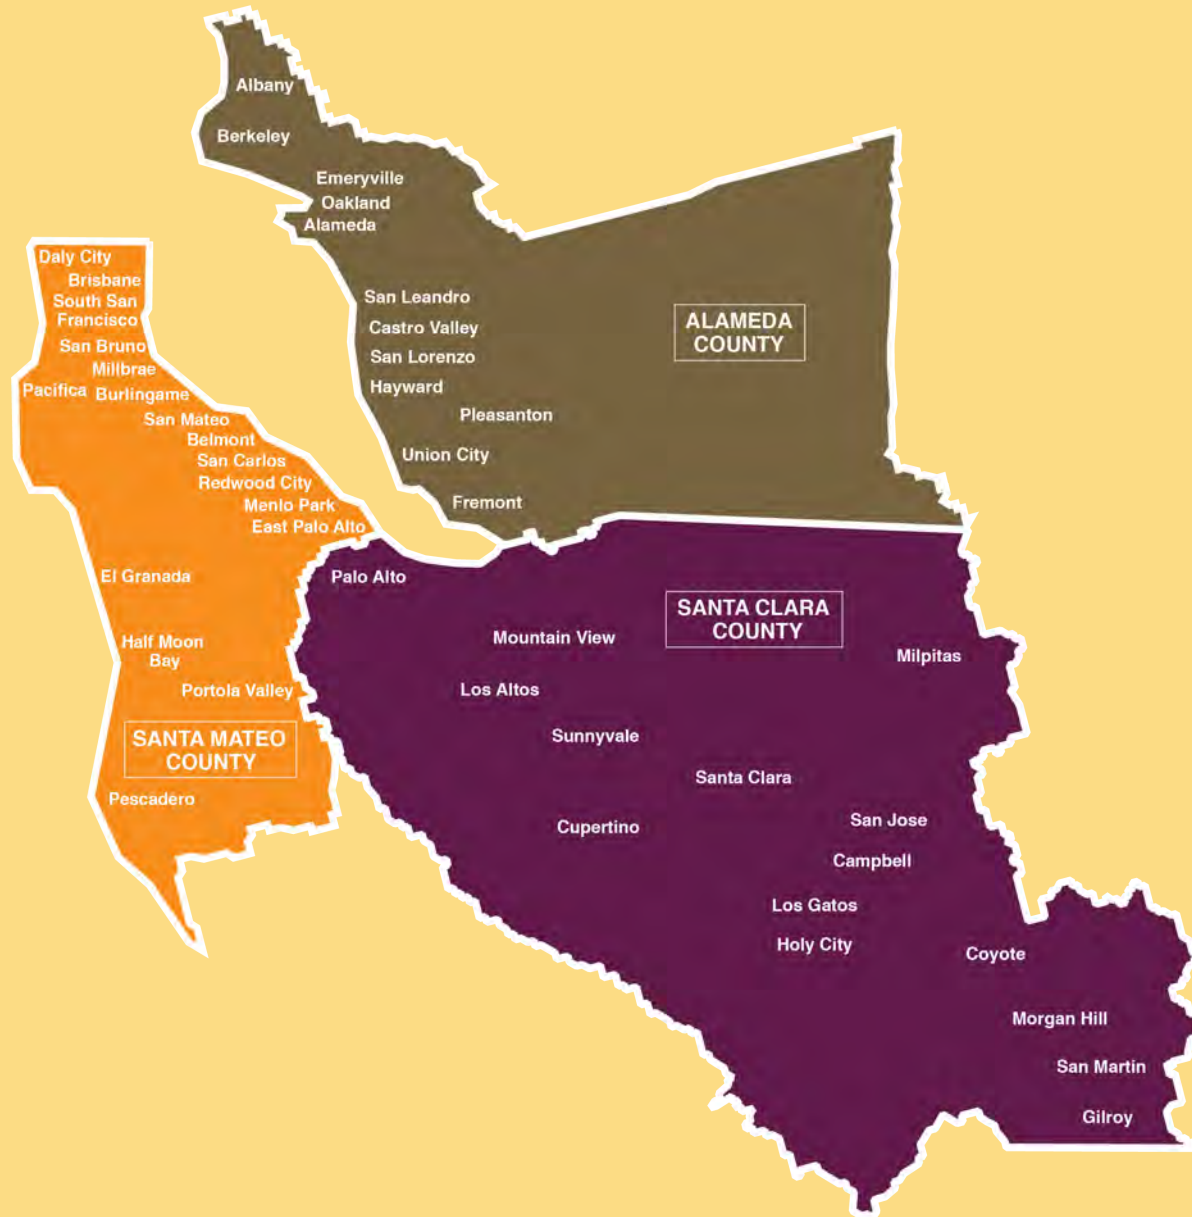 Albany
Berkeley
Emeryville
Oakland
Alameda
San Leandro
Castro Valley
San Lorenzo
Hayward
Pleasanton
Union City
Fremont
ALAMEDA
COUNTY
Daly City
Brisbane
South San
Francisco
San Bruno
Millbrae
Pacifica
Burlingame
San Mateo
Belmont
San Carlos
Redwood City
Menlo Park
East Palo Alto
El Granada
Half Moon
Bay
Portola Valley
SANTA MATEO
COUNTY
Pescadero
Palo Alto
SANTA CLARA
COUNTY
Mountain View
Milpitas
Los Altos
Sunnyvale
Santa Clara
Cupertino
San Jose
Campbell
Los Gatos
Holy City
Coyote
Morgan Hill
San Martin
Gilroy